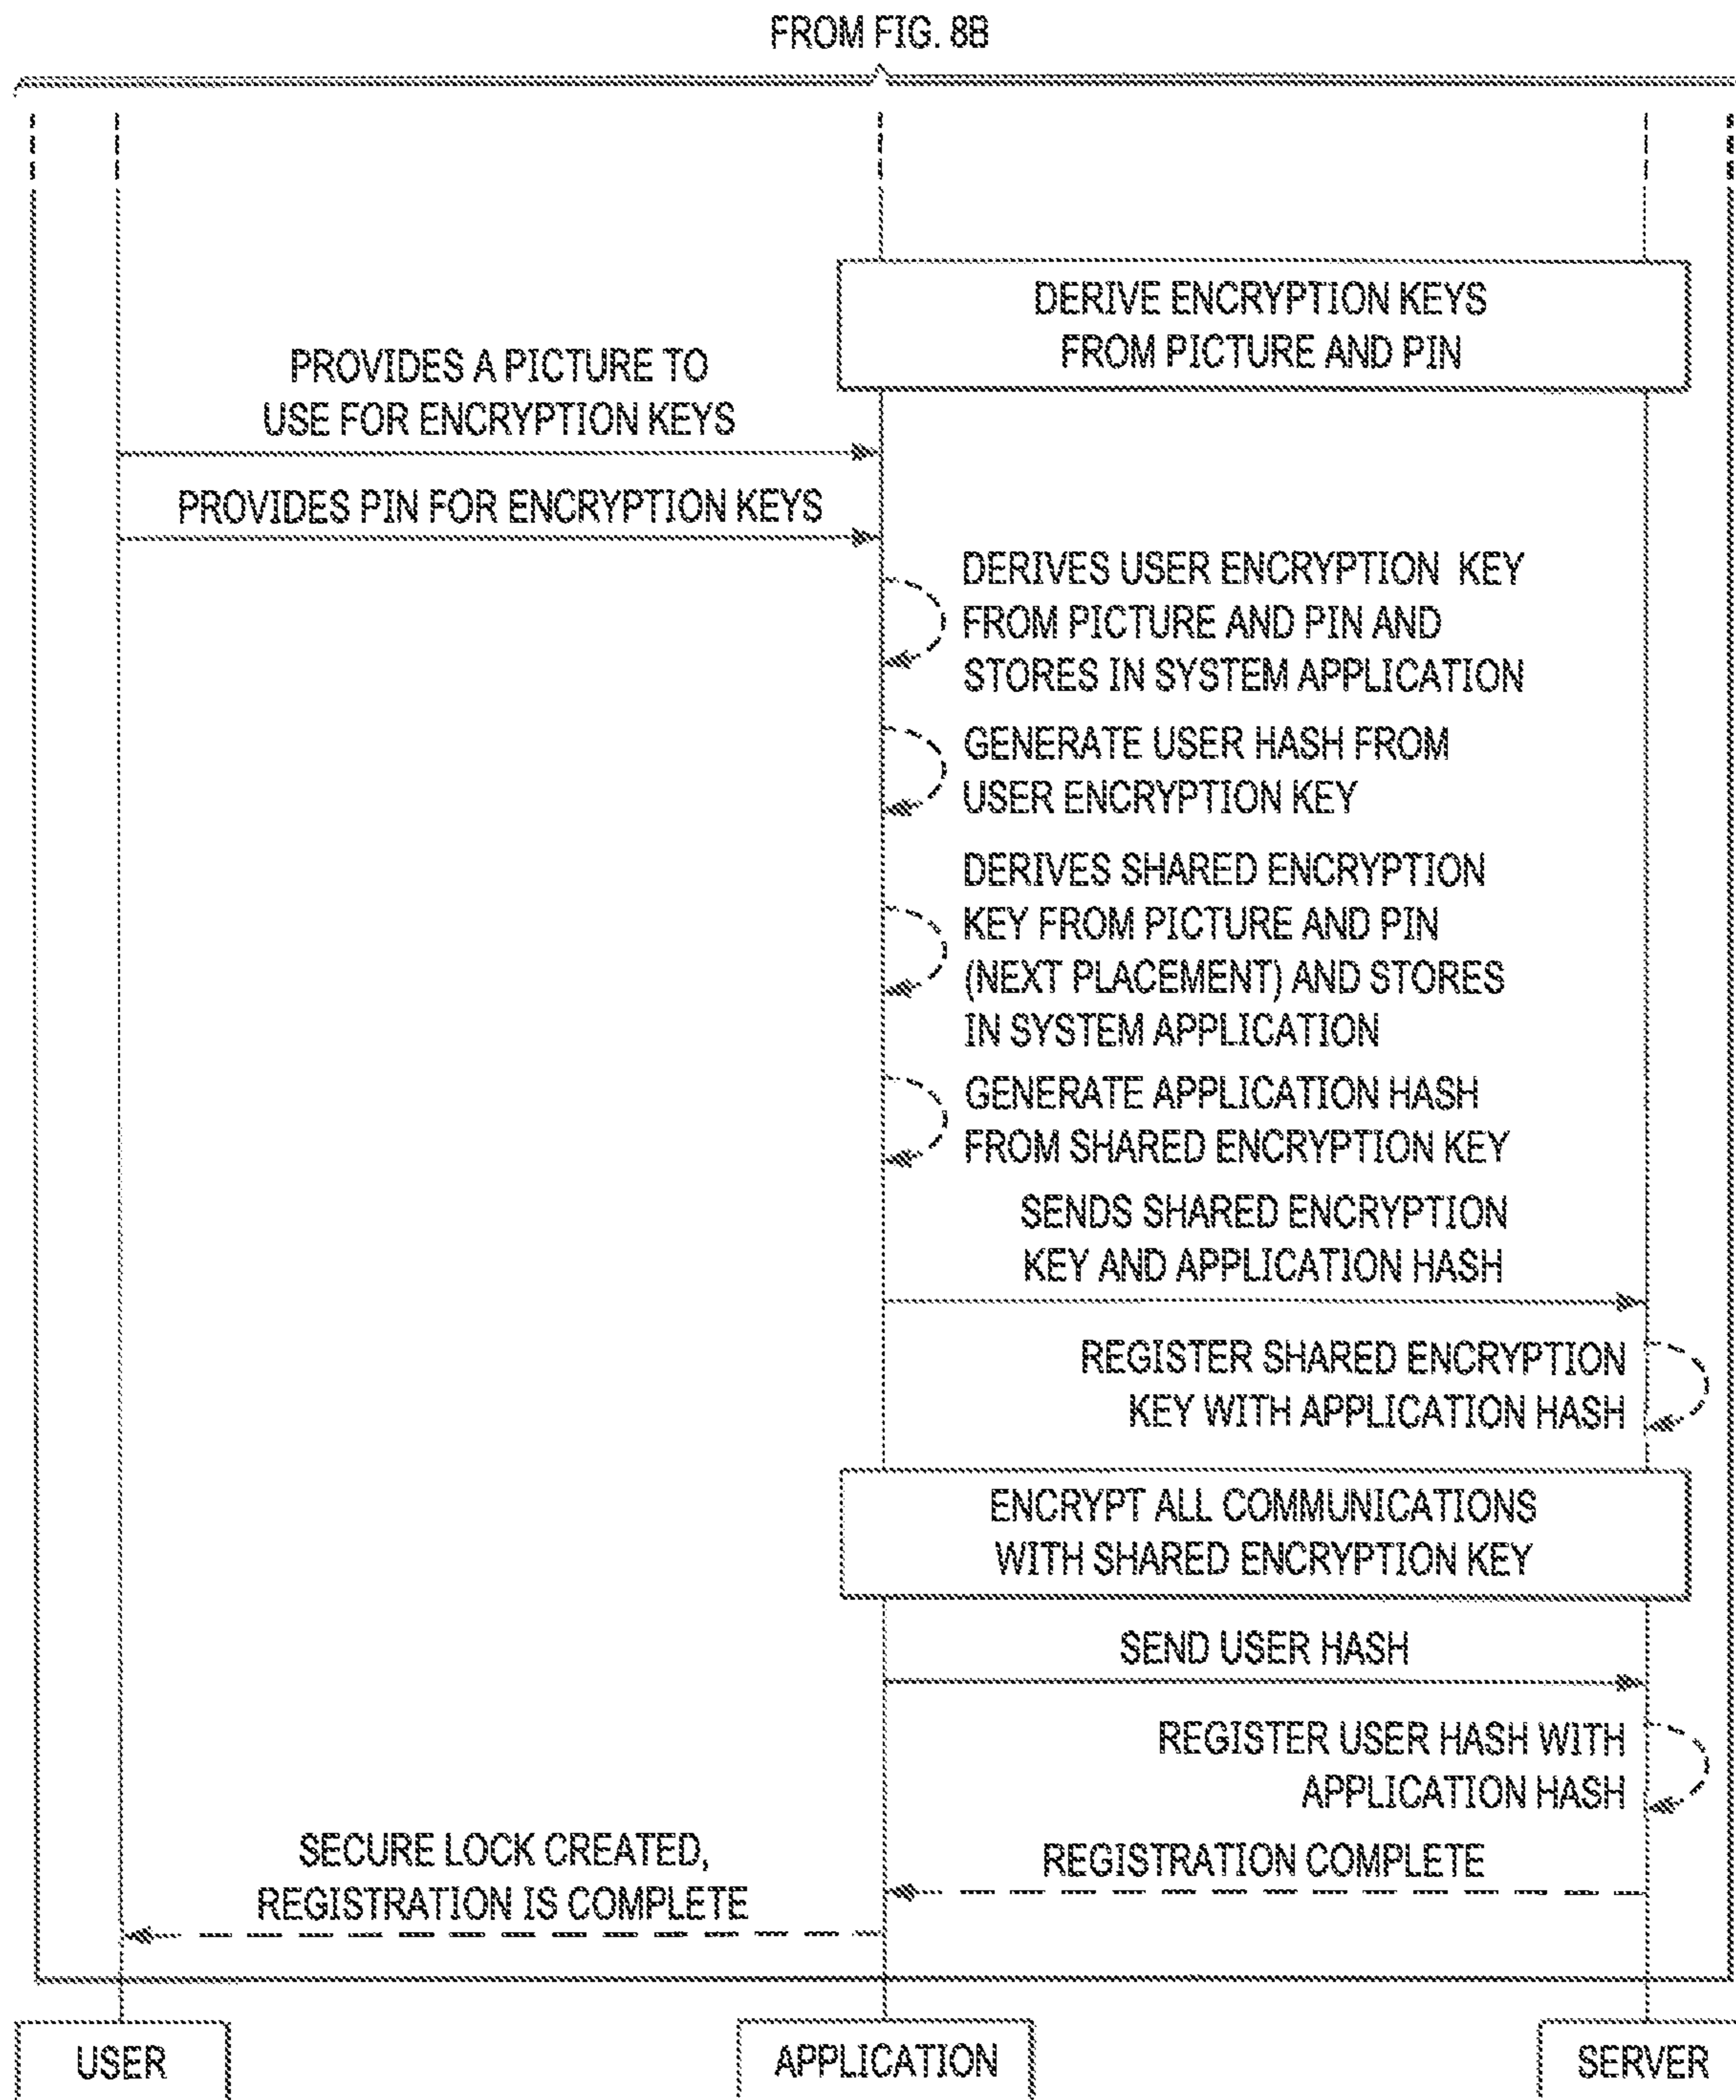 FROM FIG. 8B
DERIVE ENCRYPTION KEYS
FROM PICTURE AND PIN
PROVIDES A PICTURE TO
USE FOR ENCRYPTION KEYS
PROVIDES PIN FOR ENCRYPTION KEYS
DERIVES USER ENCRYPTION KEY
FROM PICTURE AND PIN AND
STORES IN SYSTEM APPLICATION
GENERATE USER HASH FROM
USER ENCRYPTION KEY
DERIVES SHARED ENCRYPTION
KEY FROM PICTURE AND PIN
(NEXT PLACEMENT) AND STORES
IN SYSTEM APPLICATION
GENERATE APPLICATION HASH
FROM SHARED ENCRYPTION KEY
SENDS SHARED ENCRYPTION
KEY AND APPLICATION HASH
REGISTER SHARED ENCRYPTION
KEY WITH APPLICATION HASH
ENCRYPT ALL COMMUNICATIONS
WITH SHARED ENCRYPTION KEY
SEND USER HASH
REGISTER USER HASH WITH
APPLICATION HASH
REGISTRATION COMPLETE
SECURE LOCK CREATED,
REGISTRATION IS COMPLETE
USER
APPLICATION
SERVER